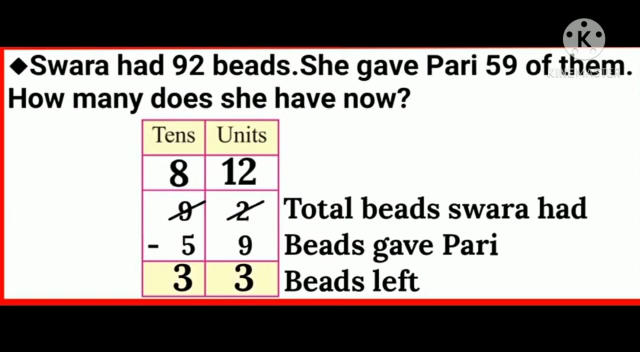 ◆Swara had 92 beads.She gave Pari 59 of them.
How many does she have now?
Tens Units
8 12
9 2 Total beads swara had
- 5 9 Beads gave Pari
3 3 Beads left
K
KINEMASTER